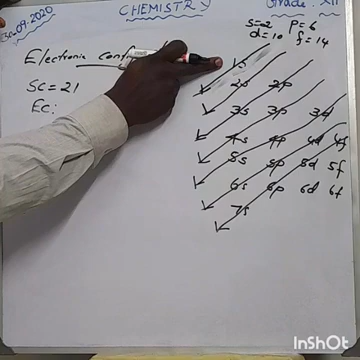 30.09.2020
CHEMISTRY
Grade: XII
s=2 p=6
d=10 f=14
Electronic
Sc=21
EC:
1s
2s 2p
3s 3p 3d
4s 4p 4d 4f
5s 5p 5d 5f
6s 6p 6d 6f
7s
InShOt